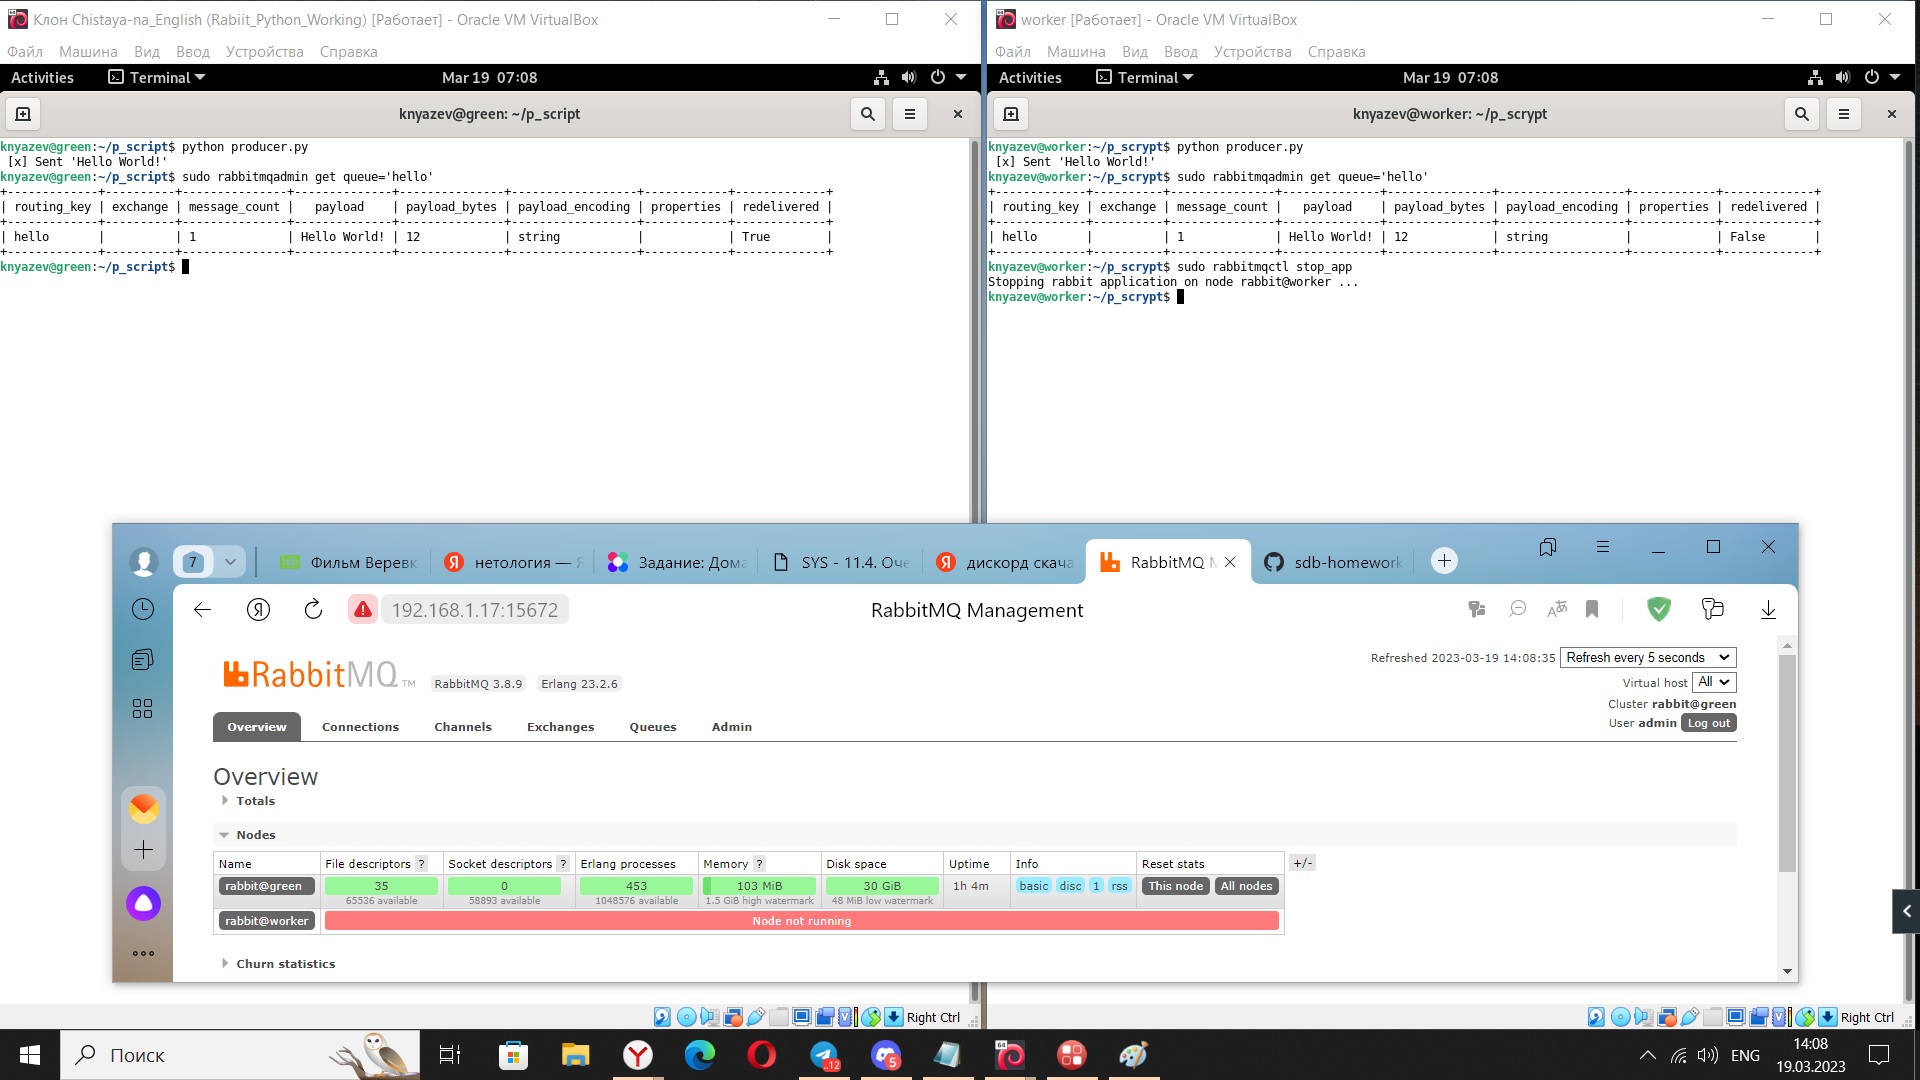 Клон Chistaya-na_English (Rabiit_Python_Working) [Работает] - Oracle VM VirtualBox
Файл Машина Вид Ввод Устройства Справка
Activities Terminal Mar 19 07:08
knyazev@green: ~/p_script
knyazev@green:~/p_script$ python producer.py
[x] Sent 'Hello World!'
knyazev@green:~/p_script$ sudo rabbitmqadmin get queue='hello'
+------------+----------+---------------+--------------+---------------+------------------+------------+-------------+
| routing_key | exchange | message_count | payload | payload_bytes | payload_encoding | properties | redelivered |
+------------+----------+---------------+--------------+---------------+------------------+------------+-------------+
| hello | | 1 | Hello World! | 12 | string | | True |
+------------+----------+---------------+--------------+---------------+------------------+------------+-------------+
knyazev@green:~/p_script$
worker [Работает] - Oracle VM VirtualBox
Файл Машина Вид Ввод Устройства Справка
Activities Terminal Mar 19 07:08
knyazev@worker: ~/p_scrypt
knyazev@worker:~/p_scrypt$ python producer.py
[x] Sent 'Hello World!'
knyazev@worker:~/p_scrypt$ sudo rabbitmqadmin get queue='hello'
+------------+----------+---------------+--------------+---------------+------------------+------------+-------------+
| routing_key | exchange | message_count | payload | payload_bytes | payload_encoding | properties | redelivered |
+------------+----------+---------------+--------------+---------------+------------------+------------+-------------+
| hello | | 1 | Hello World! | 12 | string | | False |
+------------+----------+---------------+--------------+---------------+------------------+------------+-------------+
knyazev@worker:~/p_scrypt$ sudo rabbitmqctl stop_app
Stopping rabbit application on node rabbit@worker ...
knyazev@worker:~/p_scrypt$
7 Фильм Веревк нетология — Я Задание: Дома SYS - 11.4. Оче дискорд скача RabbitMQ M sdb-homework
192.168.1.17:15672 RabbitMQ Management
RabbitMQ TM RabbitMQ 3.8.9 Erlang 23.2.6
Refreshed 2023-03-19 14:08:35 Refresh every 5 seconds
Virtual host All
Cluster rabbit@green
User admin Log out
Overview Connections Channels Exchanges Queues Admin
Overview
Totals
Nodes
Name File descriptors ? Socket descriptors ? Erlang processes Memory ? Disk space Uptime Info Reset stats +/-
rabbit@green 35 0 453 103 MiB 30 GiB 1h 4m basic disc 1 rss This node All nodes
65536 available 58893 available 1048576 available 1.5 GiB high watermark 48 MiB low watermark
rabbit@worker Node not running
Churn statistics
Right Ctrl
Right Ctrl
Поиск
12
5
64
ENG
14:08
19.03.2023